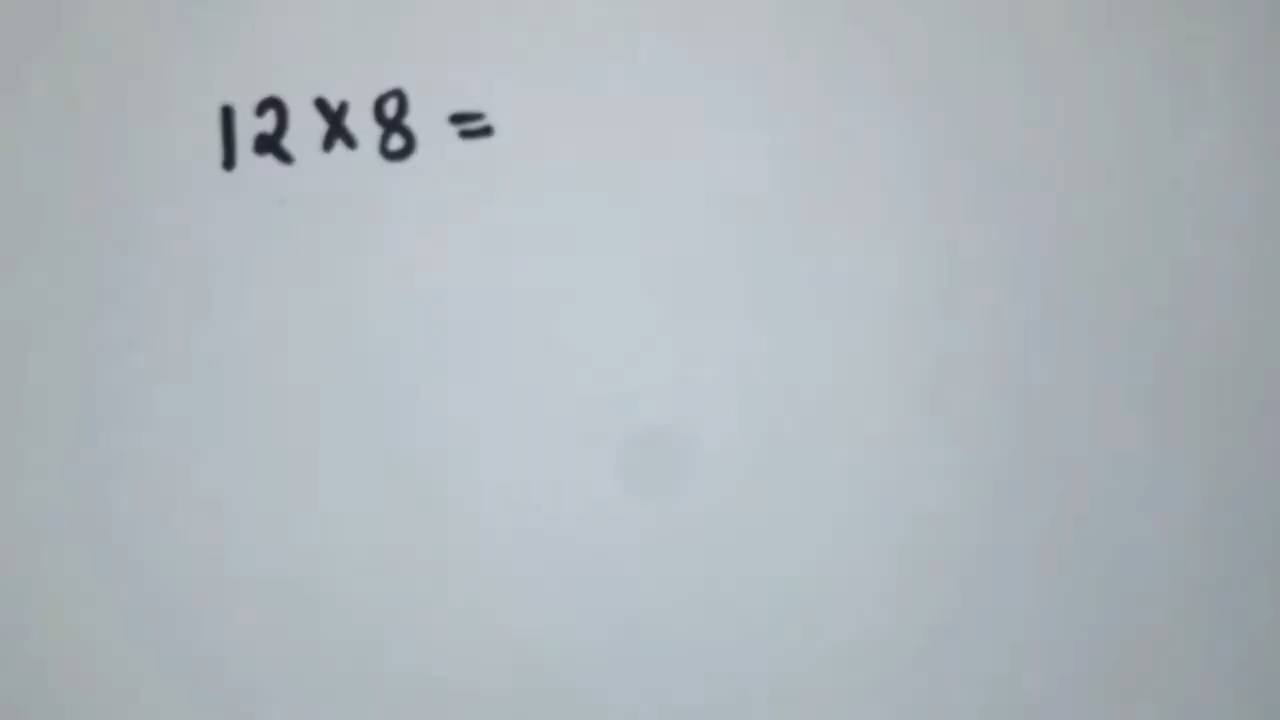 12 × 8 =